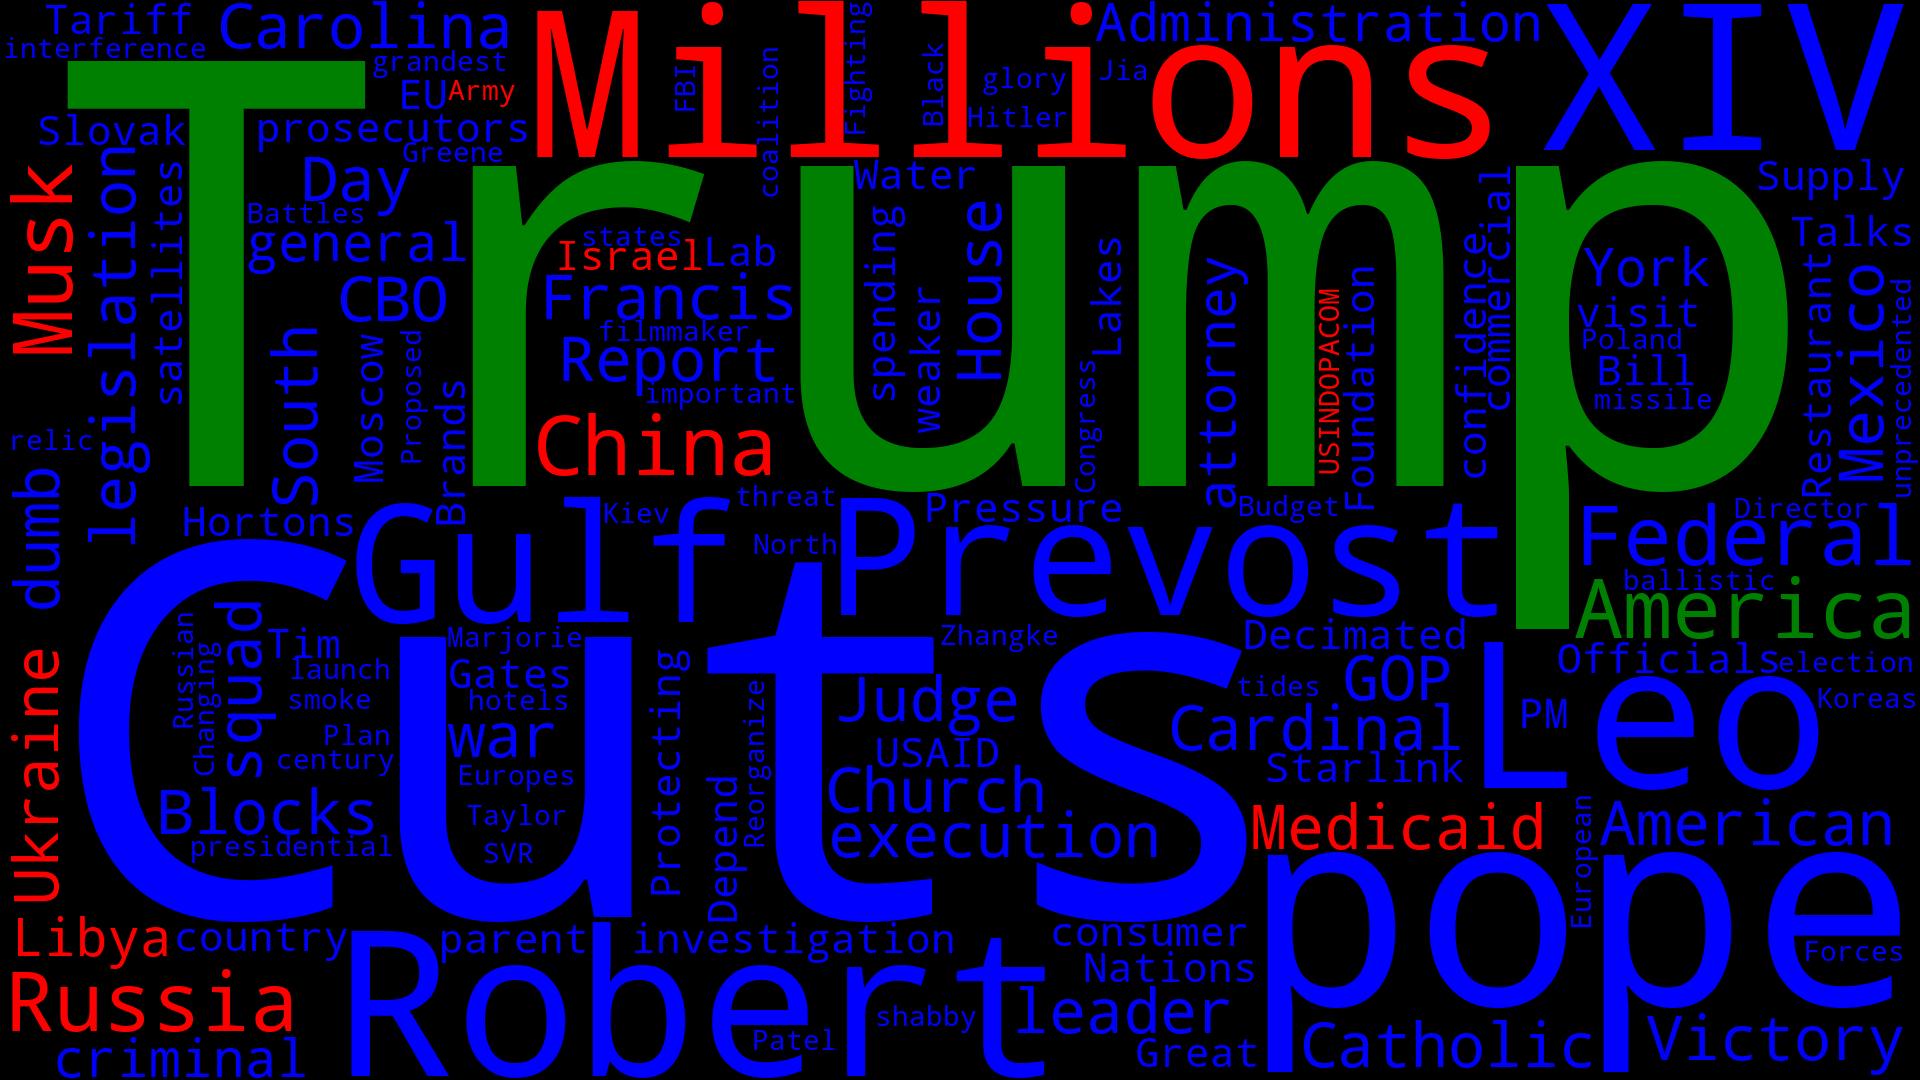 Tariff
Carolina
Millions
Administration
XIV
interference
grandest
EU
Army
FBI
coalition
Fighting
Black
glory
Jia
Hitler
Slovak
prosecutors
Greene
Trump
Musk
legislation
satellites
Day
Battles
general
CBO
South
Moscow
Proposed
Brands
states
Israel
Lab
Francis
filmmaker
Report
important
China
Water
spending
weaker
House
Lakes
Congress
attorney
USINDOPACOM
Foundation
confidence
commercial
Supply
Talks
York
visit
Poland
Bill
missile
Restaurant
Mexico
unprecedented
relic
dumb
Hortons
Gulf
Kiev
threat
North
Prevost
Pressure
Budget
Director
Federal
ballistic
America
Cuts
Ukraine
Russian
Changing
squad
Tim
launch
smoke
Plan
century
Blocks
presidential
Marjorie
Gates
hotels
war
Europes
Taylor
SVR
Protecting
Depend
Reorganize
Zhangke
Judge
USAID
Church
execution
Decimated
tides
GOP
Cardinal
Starlink
Leo
PM
Officials
election
Koreas
Medicaid
European
American
pope
Forces
Libya
country
Russia
criminal
Robert
parent
investigation
Patel
shabby
consumer
Nations
leader
Great
Catholic
Victory